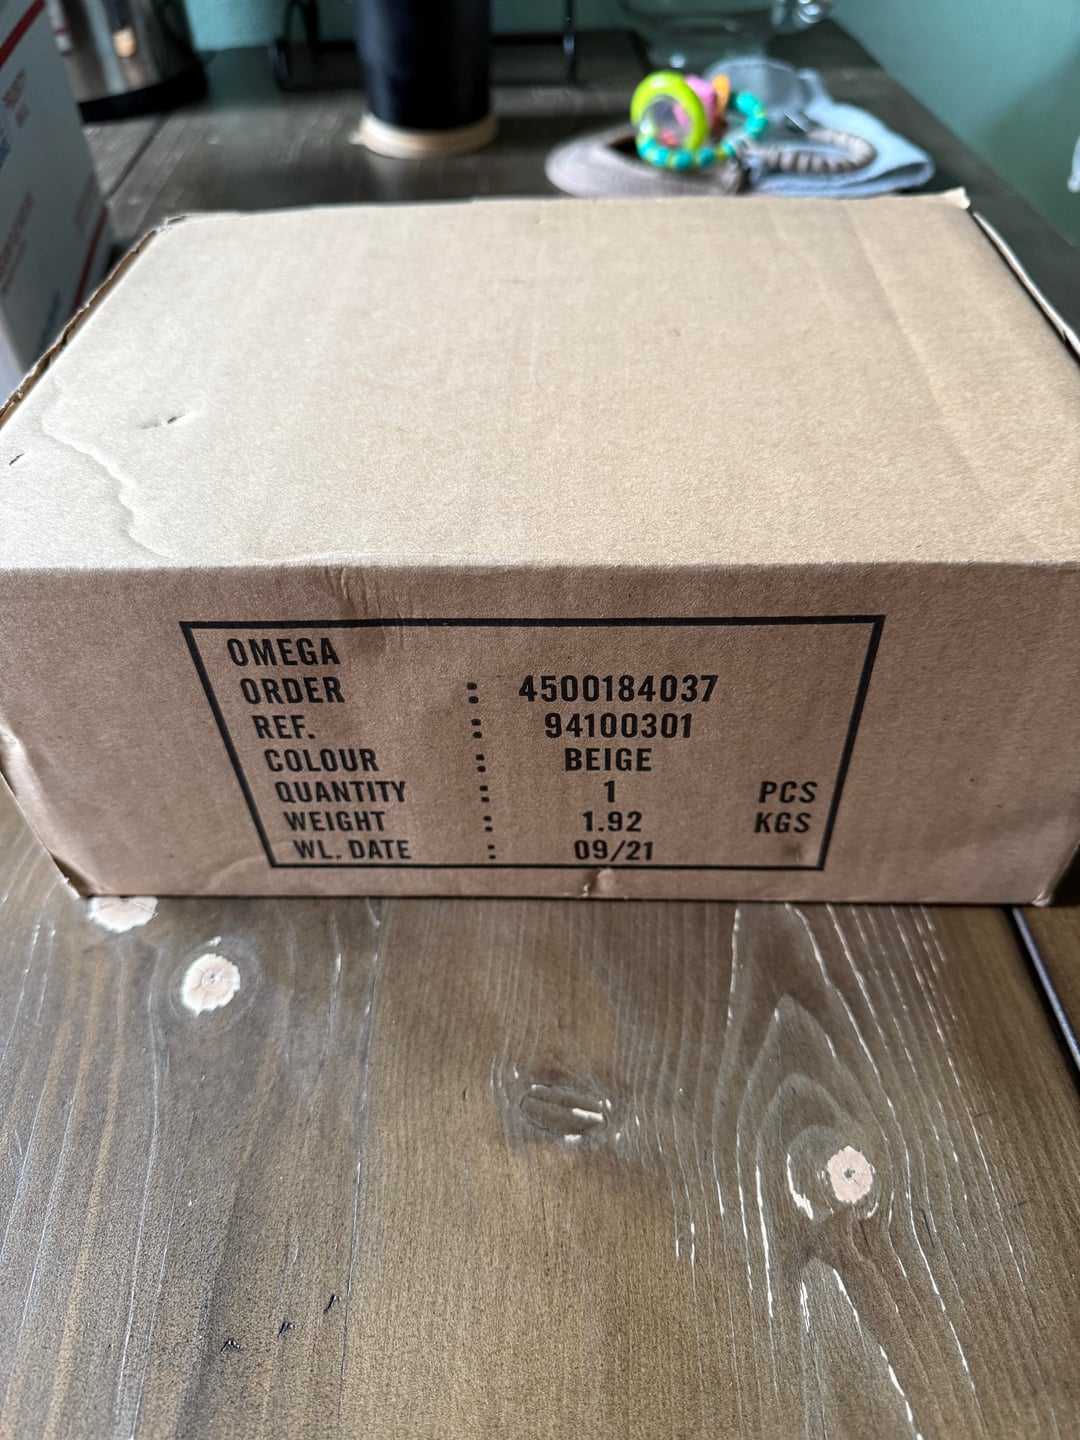 OMEGA
ORDER : 4500184037
REF. : 94100301
COLOUR : BEIGE
QUANTITY : 1 PCS
WEIGHT : 1.92 KGS
WL. DATE : 09/21